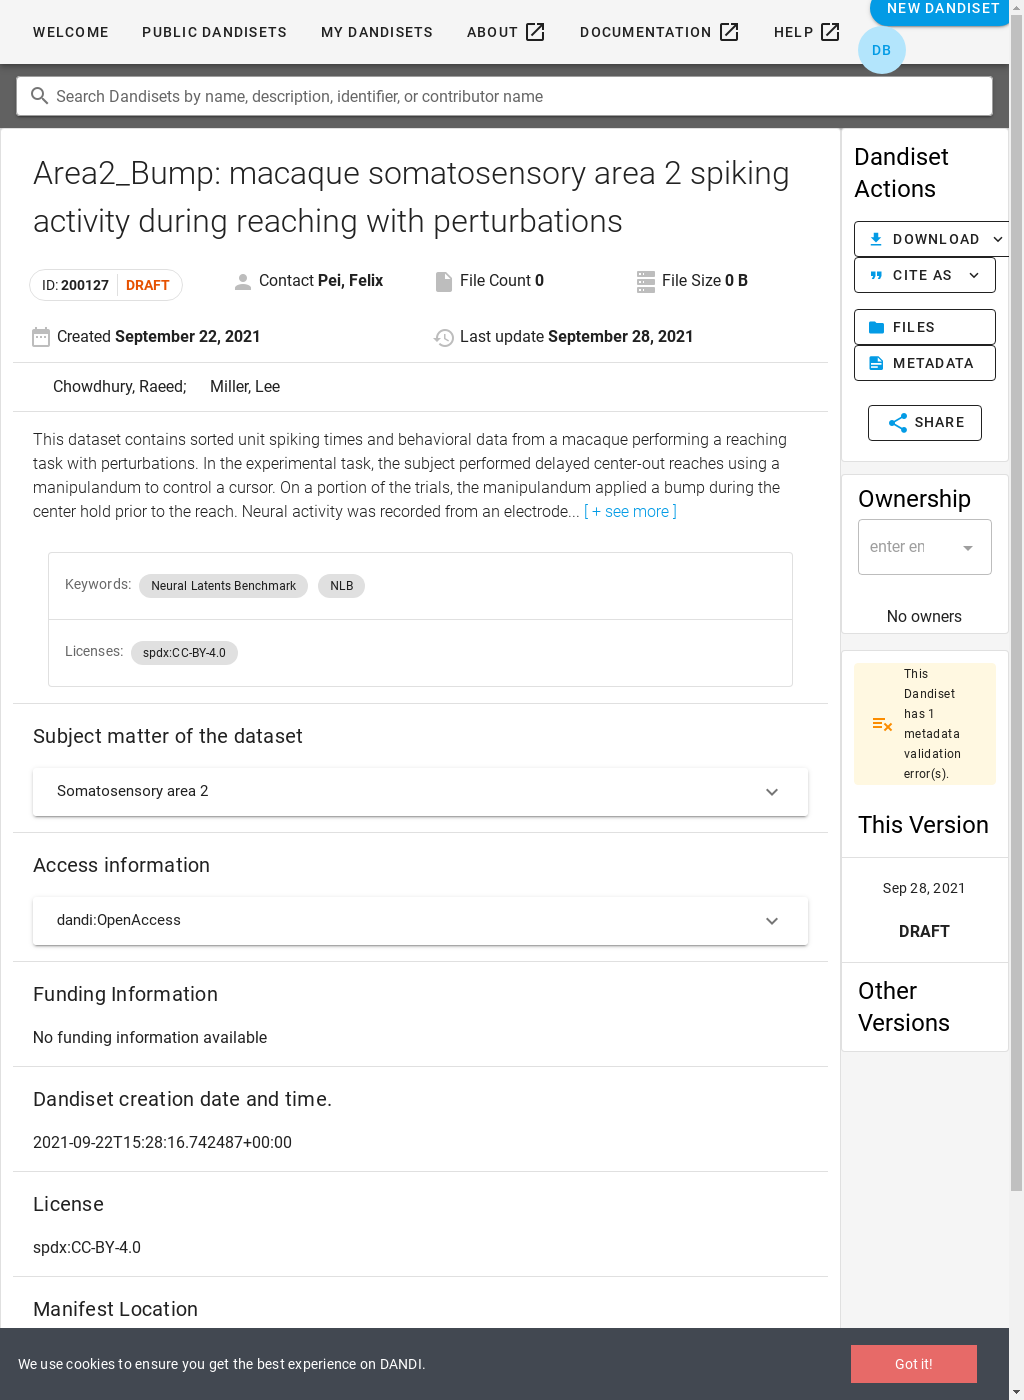 WELCOME
PUBLIC DANDISETS
MY DANDISETS
ABOUT
DOCUMENTATION
HELP
NEW DANDISET
DB
Search Dandisets by name, description, identifier, or contributor name
Area2_Bump: macaque somatosensory area 2 spiking
activity during reaching with perturbations
ID: 200127 DRAFT
Contact Pei, Felix
File Count 0
File Size 0 B
Created September 22, 2021
Last update September 28, 2021
Chowdhury, Raeed; Miller, Lee
This dataset contains sorted unit spiking times and behavioral data from a macaque performing a reaching
task with perturbations. In the experimental task, the subject performed delayed center-out reaches using a
manipulandum to control a cursor. On a portion of the trials, the manipulandum applied a bump during the
center hold prior to the reach. Neural activity was recorded from an electrode... [ + see more ]
Keywords: Neural Latents Benchmark NLB
Licenses: spdx:CC-BY-4.0
Subject matter of the dataset
Somatosensory area 2
Access information
dandi:OpenAccess
Funding Information
No funding information available
Dandiset creation date and time.
2021-09-22T15:28:16.742487+00:00
License
spdx:CC-BY-4.0
Manifest Location
Dandiset
Actions
DOWNLOAD
CITE AS
FILES
METADATA
SHARE
Ownership
enter en
No owners
This
Dandiset
has 1
metadata
validation
error(s).
This Version
Sep 28, 2021
DRAFT
Other
Versions
We use cookies to ensure you get the best experience on DANDI.
Got it!